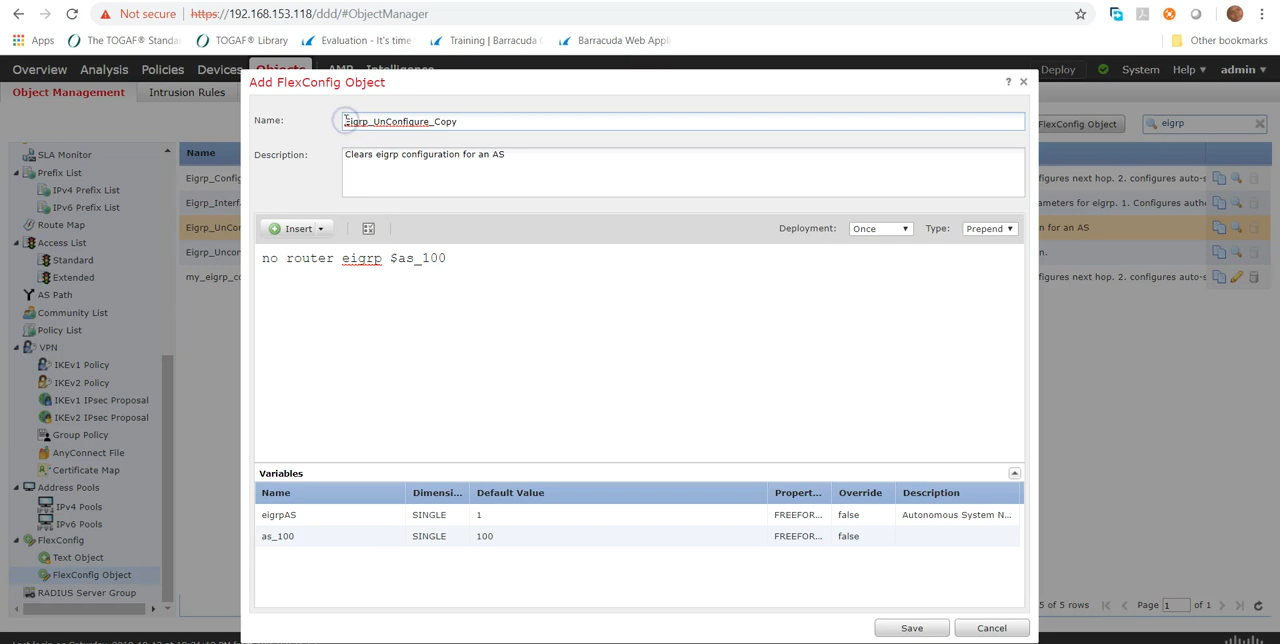 Not secure | https://192.168.153.118/ddd/#ObjectManager
Apps The TOGAF® Standa TOGAF® Library Evaluation - It's time Training | Barracuda Barracuda Web Appl Other bookmarks
Overview Analysis Policies Devices Objects AMP Intelligence Deploy System Help ▾ admin ▾
Object Management Intrusion Rules
Add FlexConfig Object ? ×
Name: Eigrp_UnConfigure_Copy
FlexConfig Object eigrp
Description: Clears eigrp configuration for an AS
SLA Monitor
Prefix List
IPv4 Prefix List
IPv6 Prefix List
Route Map
Access List
Standard
Extended
AS Path
Community List
Policy List
VPN
IKEv1 Policy
IKEv2 Policy
IKEv1 IPsec Proposal
IKEv2 IPsec Proposal
Group Policy
AnyConnect File
Certificate Map
Address Pools
IPv4 Pools
IPv6 Pools
FlexConfig
Text Object
FlexConfig Object
RADIUS Server Group
Name
Eigrp_Config
Eigrp_Interf
Eigrp_UnCo
Eigrp_Uncon
my_eigrp_co
Insert Deployment: Once Type: Prepend
no router eigrp $as_100
Variables
Name Dimensi... Default Value Propert... Override Description
eigrpAS SINGLE 1 FREEFOR... false Autonomous System N...
as_100 SINGLE 100 FREEFOR... false
Save Cancel
figures next hop. 2. configures auto-s
ameters for eigrp. 1. Configures authe
n for an AS
n.
figures next hop. 2. configures auto-s
5 of 5 rows Page 1 of 1